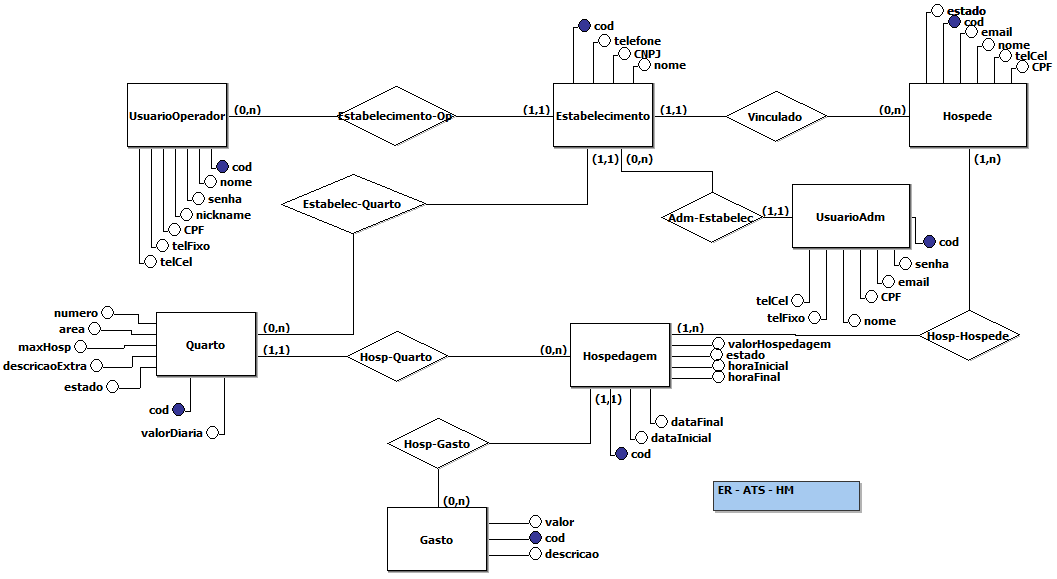 estado
cod
email
nome
telCel
CPF
cod
telefone
CNPJ
nome
UsuarioOperador
(0,n)
Estabelecimento-Op
(1,1)
Estabelecimento
(1,1)
Vinculado
(0,n)
Hospede
(1,1)
(0,n)
(1,n)
cod
nome
senha
nickname
CPF
telFixo
telCel
Estabelec-Quarto
Adm-Estabelec
(1,1)
UsuarioAdm
cod
senha
email
CPF
nome
telCel
telFixo
numero
area
maxHosp
descricaoExtra
estado
Quarto
(0,n)
(1,1)
cod
valorDiaria
Hosp-Quarto
(0,n)
Hospedagem
(1,n)
Hosp-Hospede
valorHospedagem
estado
horaInicial
horaFinal
(1,1)
dataFinal
dataInicial
cod
Hosp-Gasto
(0,n)
Gasto
valor
cod
descricao
ER - ATS - HM